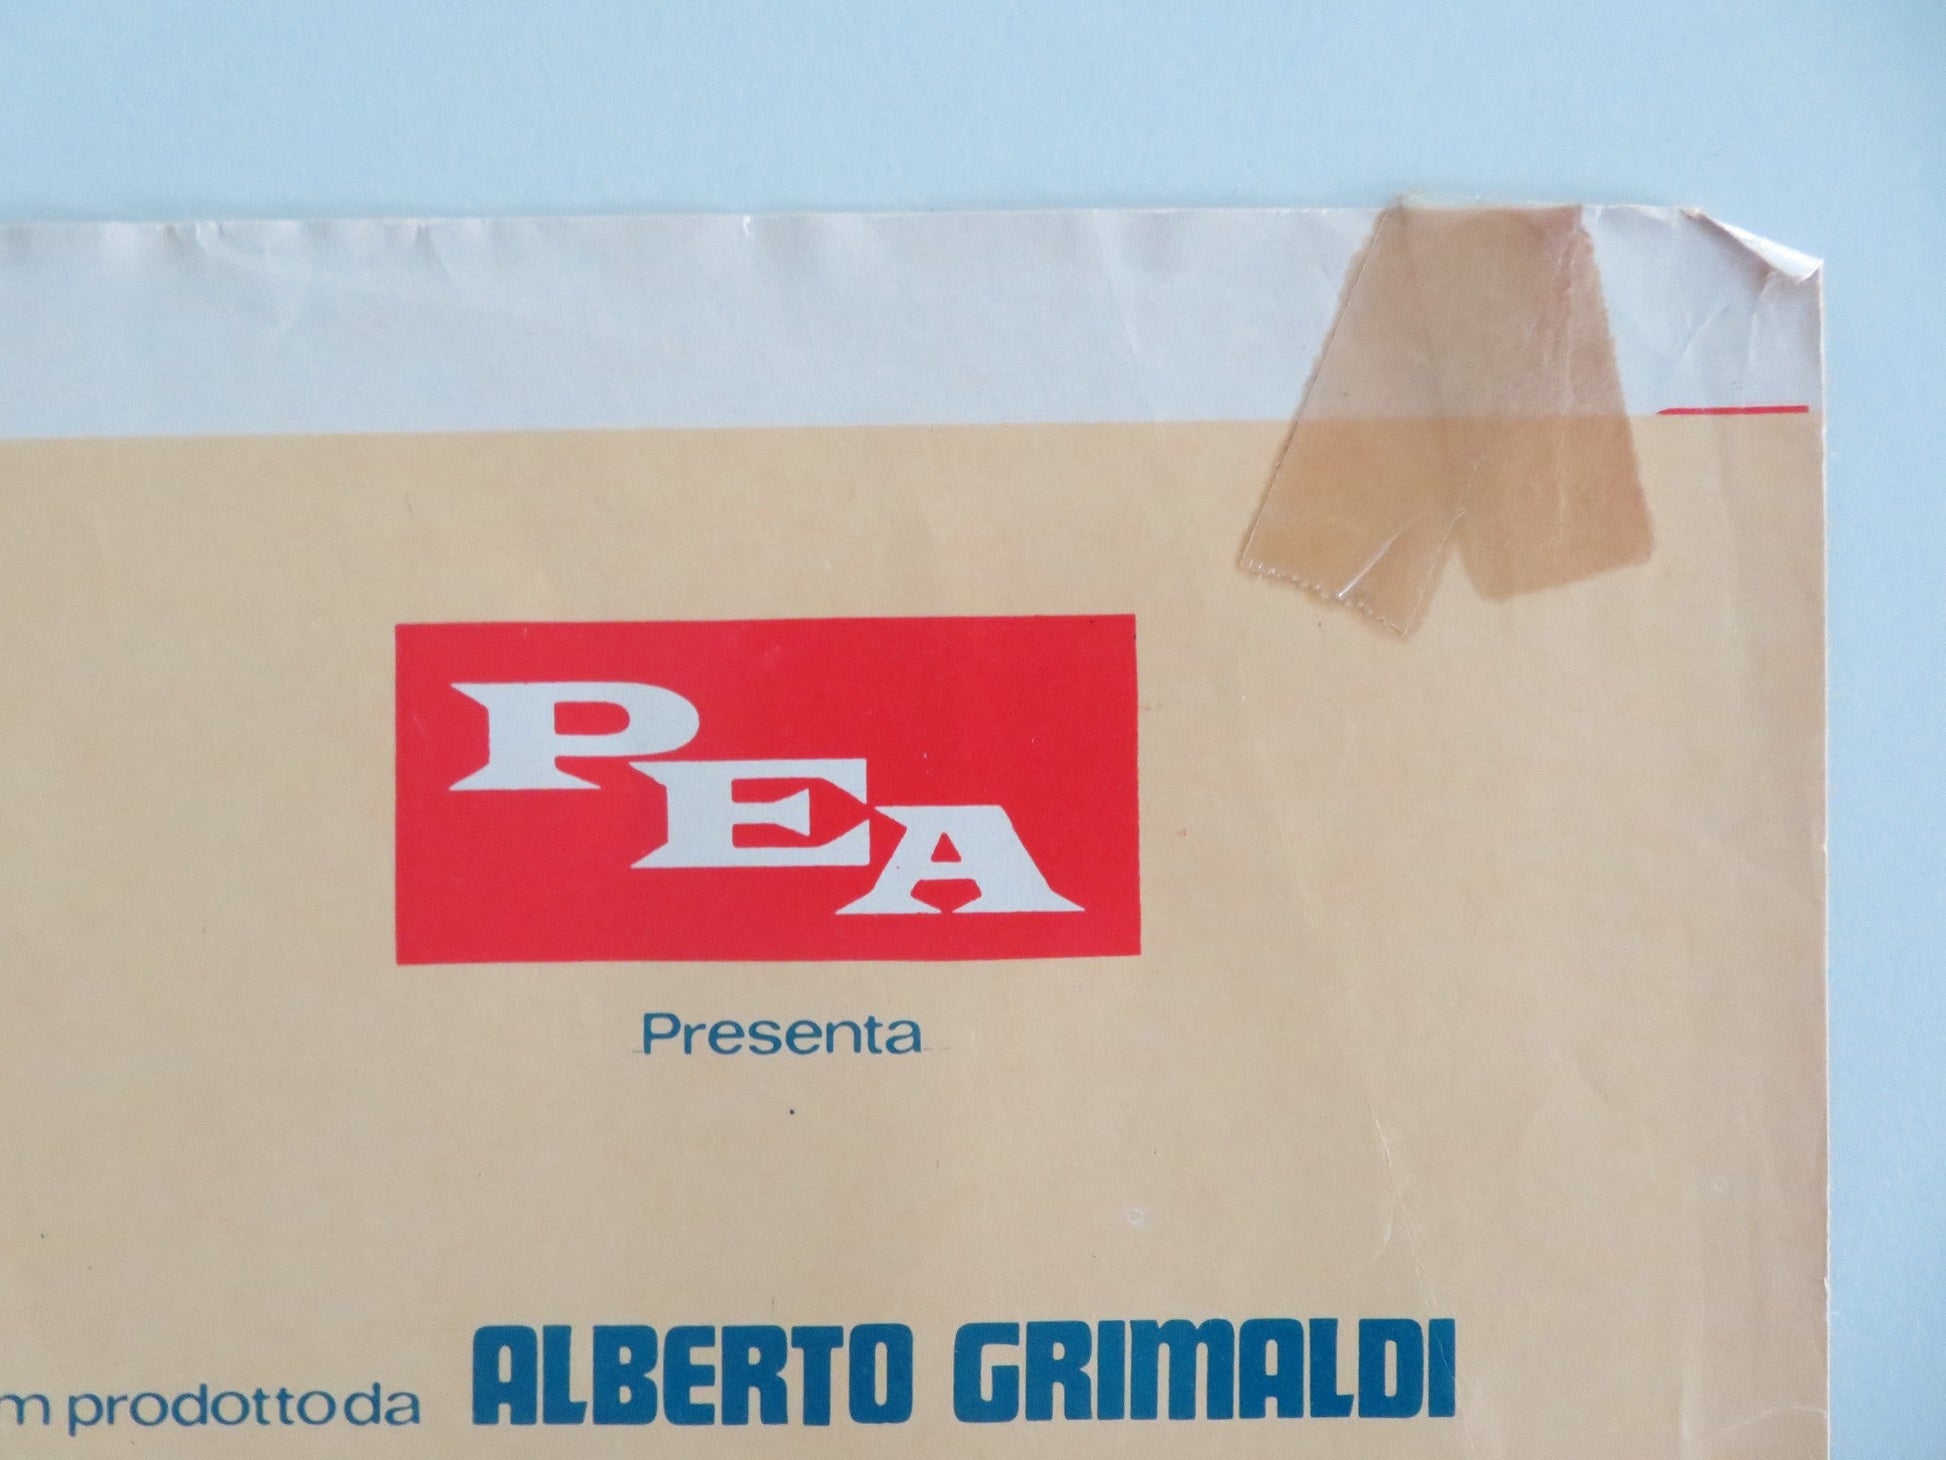 PEA
Presenta
m prodotto da ALBERTO GRIMALDI